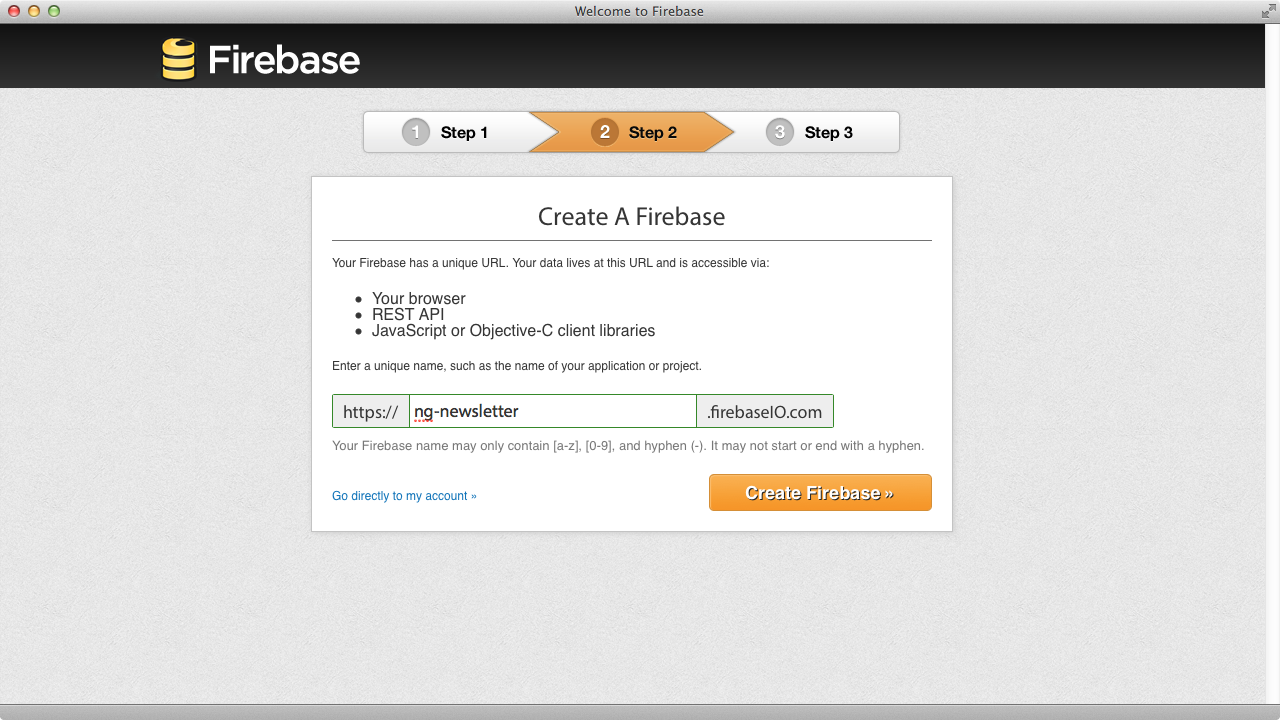 Welcome to Firebase
Firebase
1 Step 1 2 Step 2 3 Step 3
Create A Firebase
Your Firebase has a unique URL. Your data lives at this URL and is accessible via:
• Your browser
• REST API
• JavaScript or Objective-C client libraries
Enter a unique name, such as the name of your application or project.
https:// ng-newsletter .firebaseIO.com
Your Firebase name may only contain [a-z], [0-9], and hyphen (-). It may not start or end with a hyphen.
Go directly to my account » Create Firebase »